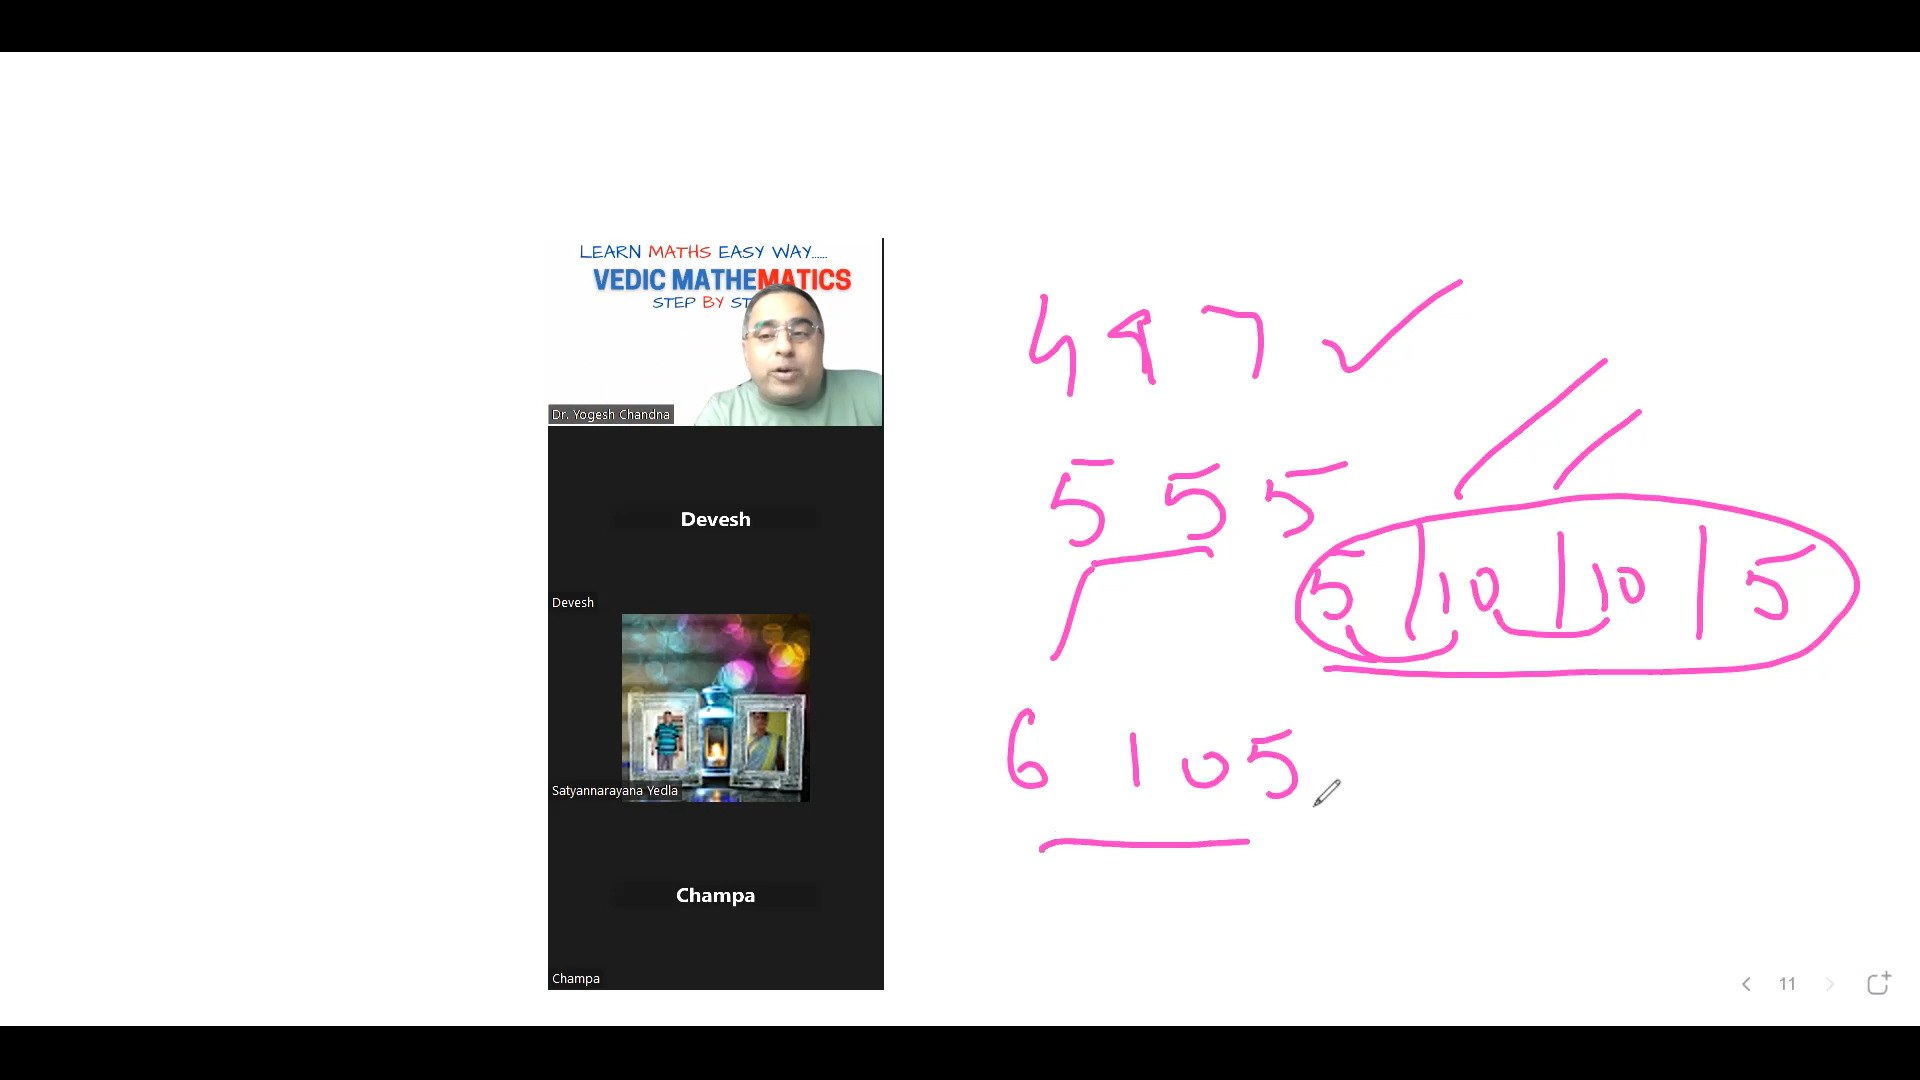 LEARN MATHS EASY WAY......
VEDIC MATHEMATICS
STEP BY ST
Dr. Yogesh Chandna
Devesh
Devesh
Satyannarayana Yedla
Champa
Champa
497 ✓
555
5 | 10 | 10 | 5
6105
11